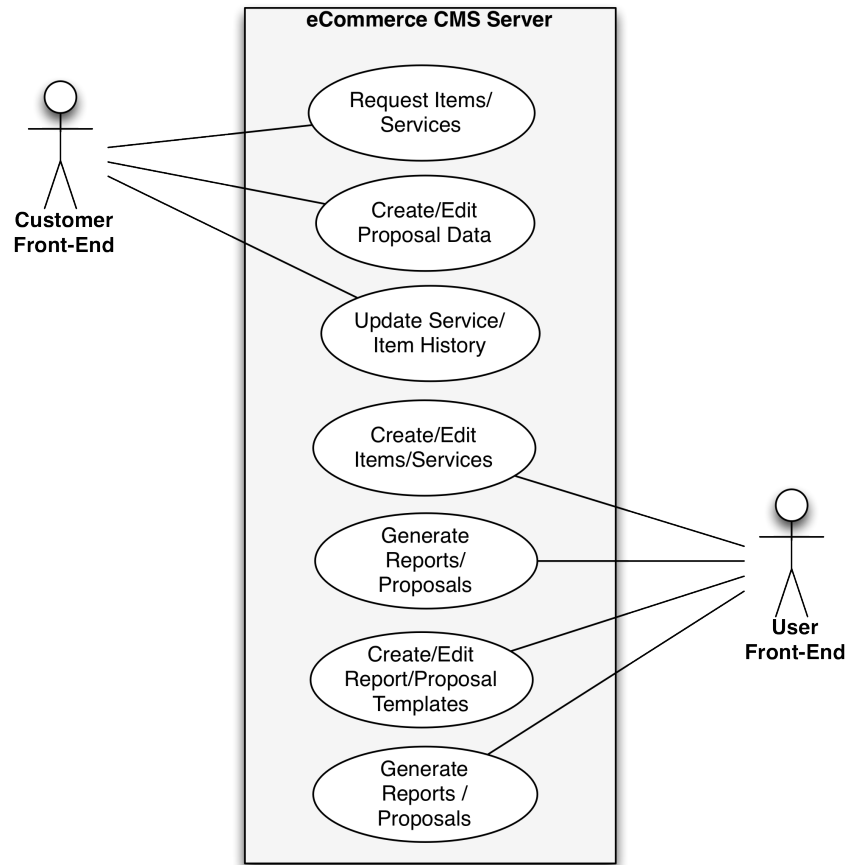 eCommerce CMS Server
Request Items/
Services
Customer
Front-End
Create/Edit
Proposal Data
Update Service/
Item History
Create/Edit
Items/Services
Generate
Reports/
Proposals
User
Front-End
Create/Edit
Report/Proposal
Templates
Generate
Reports /
Proposals